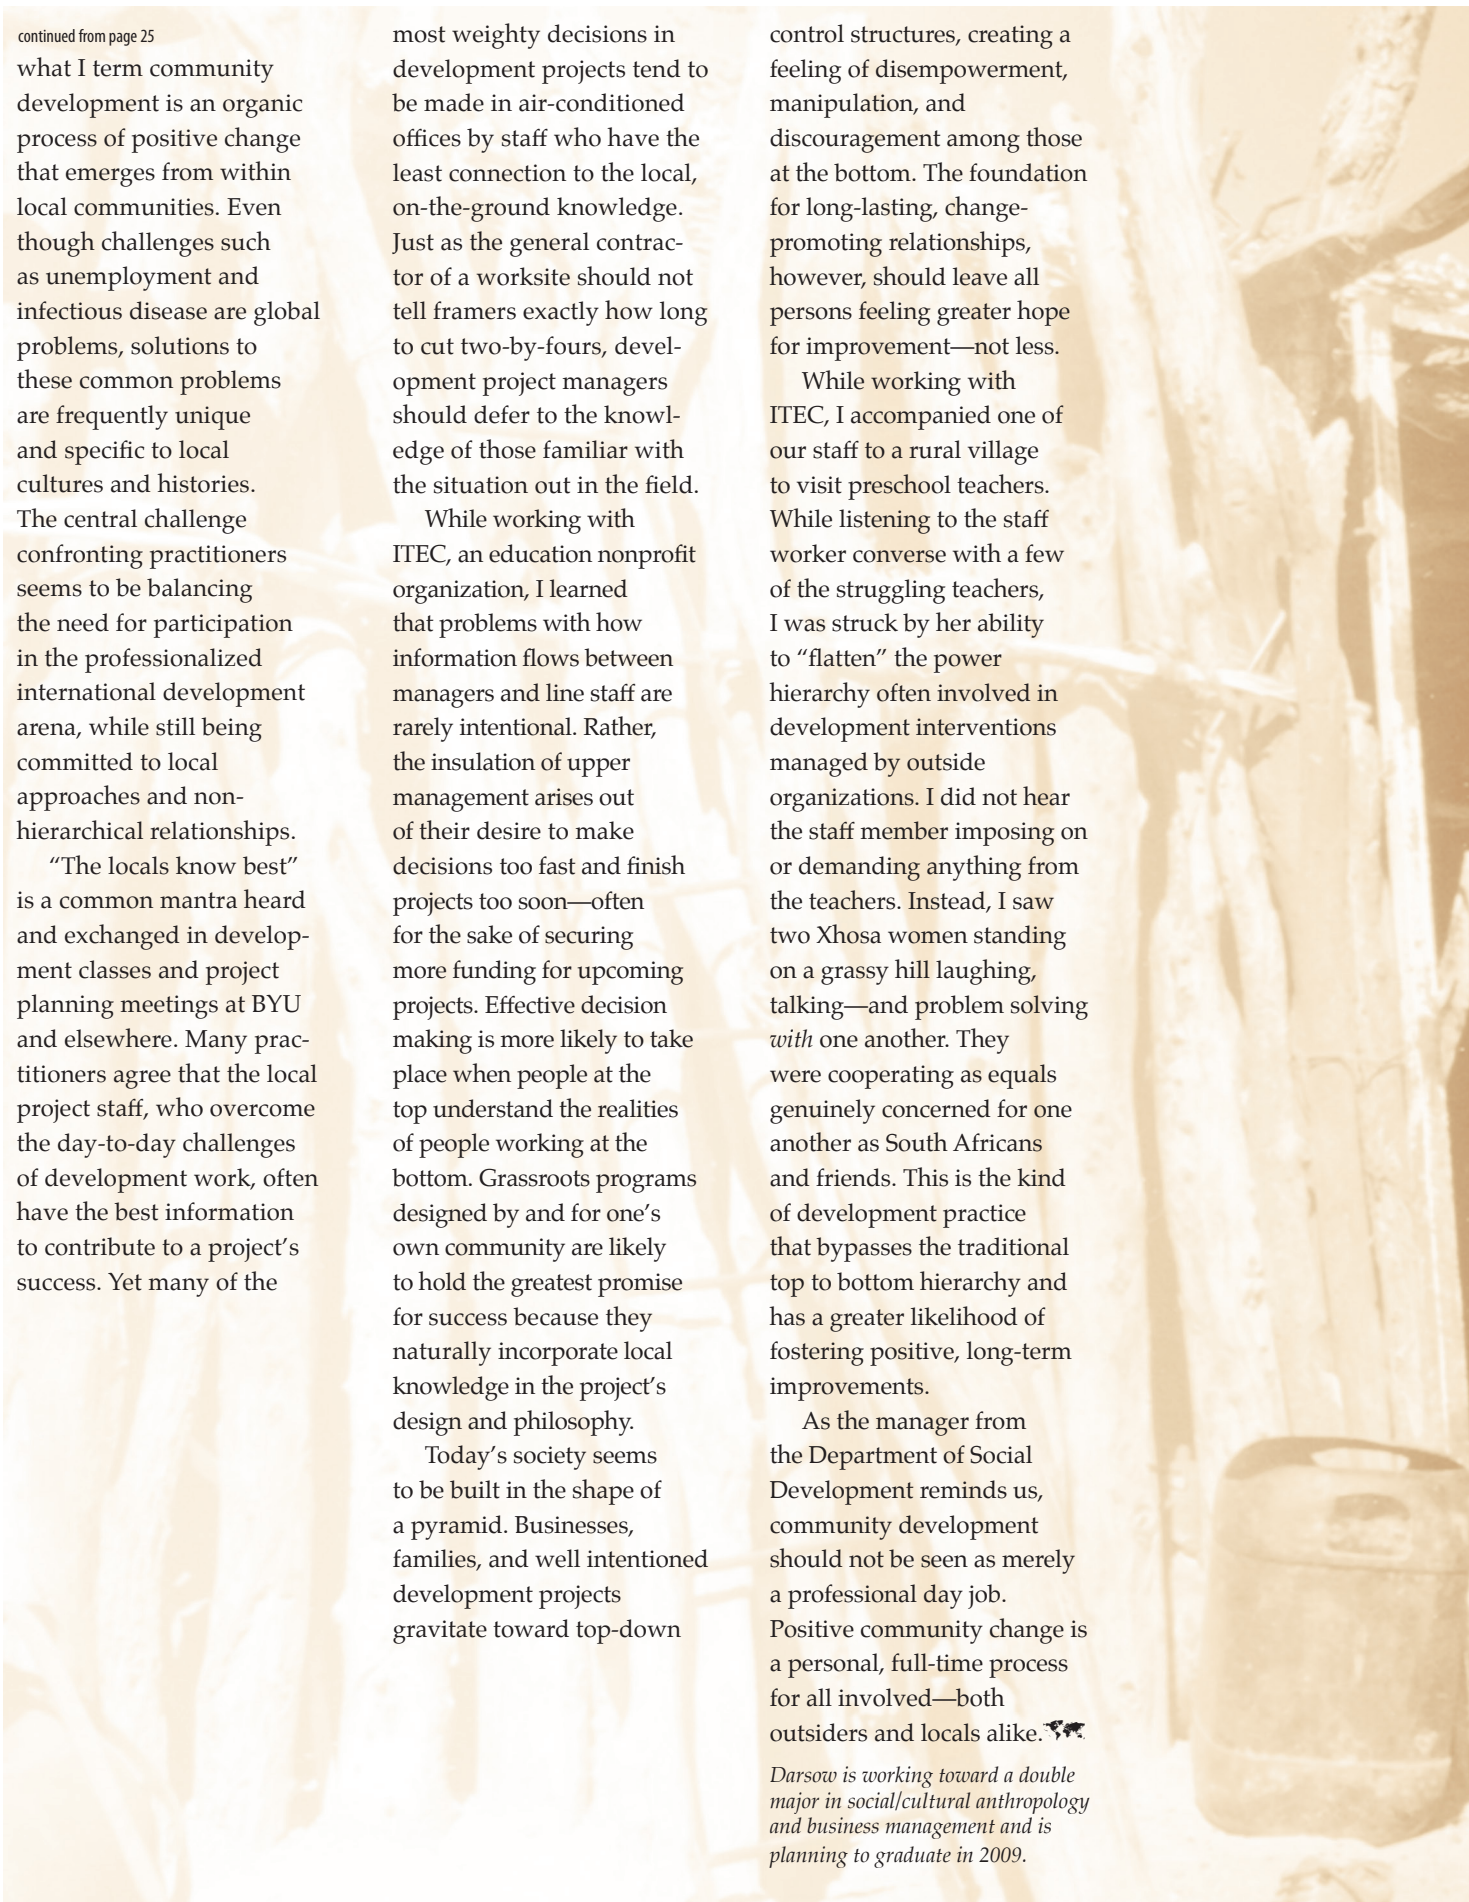 continued from page 25
what I term community
development is an organic
process of positive change
that emerges from within
local communities. Even
though challenges such
as unemployment and
infectious disease are global
problems, solutions to
these common problems
are frequently unique
and specific to local
cultures and histories.
The central challenge
confronting practitioners
seems to be balancing
the need for participation
in the professionalized
international development
arena, while still being
committed to local
approaches and non-
hierarchical relationships.
“The locals know best”
is a common mantra heard
and exchanged in develop-
ment classes and project
planning meetings at BYU
and elsewhere. Many prac-
titioners agree that the local
project staff, who overcome
the day-to-day challenges
of development work, often
have the best information
to contribute to a project’s
success. Yet many of the
most weighty decisions in
development projects tend to
be made in air-conditioned
offices by staff who have the
least connection to the local,
on-the-ground knowledge.
Just as the general contrac-
tor of a worksite should not
tell framers exactly how long
to cut two-by-fours, devel-
opment project managers
should defer to the knowl-
edge of those familiar with
the situation out in the field.
While working with
ITEC, an education nonprofit
organization, I learned
that problems with how
information flows between
managers and line staff are
rarely intentional. Rather,
the insulation of upper
management arises out
of their desire to make
decisions too fast and finish
projects too soon—often
for the sake of securing
more funding for upcoming
projects. Effective decision
making is more likely to take
place when people at the
top understand the realities
of people working at the
bottom. Grassroots programs
designed by and for one’s
own community are likely
to hold the greatest promise
for success because they
naturally incorporate local
knowledge in the project’s
design and philosophy.
Today’s society seems
to be built in the shape of
a pyramid. Businesses,
families, and well intentioned
development projects
gravitate toward top-down
control structures, creating a
feeling of disempowerment,
manipulation, and
discouragement among those
at the bottom. The foundation
for long-lasting, change-
promoting relationships,
however, should leave all
persons feeling greater hope
for improvement—not less.
While working with
ITEC, I accompanied one of
our staff to a rural village
to visit preschool teachers.
While listening to the staff
worker converse with a few
of the struggling teachers,
I was struck by her ability
to “flatten” the power
hierarchy often involved in
development interventions
managed by outside
organizations. I did not hear
the staff member imposing on
or demanding anything from
the teachers. Instead, I saw
two Xhosa women standing
on a grassy hill laughing,
talking—and problem solving
with one another. They
were cooperating as equals
genuinely concerned for one
another as South Africans
and friends. This is the kind
of development practice
that bypasses the traditional
top to bottom hierarchy and
has a greater likelihood of
fostering positive, long-term
improvements.
As the manager from
the Department of Social
Development reminds us,
community development
should not be seen as merely
a professional day job.
Positive community change is
a personal, full-time process
for all involved—both
outsiders and locals alike.
Darsow is working toward a double
major in social/cultural anthropology
and business management and is
planning to graduate in 2009.